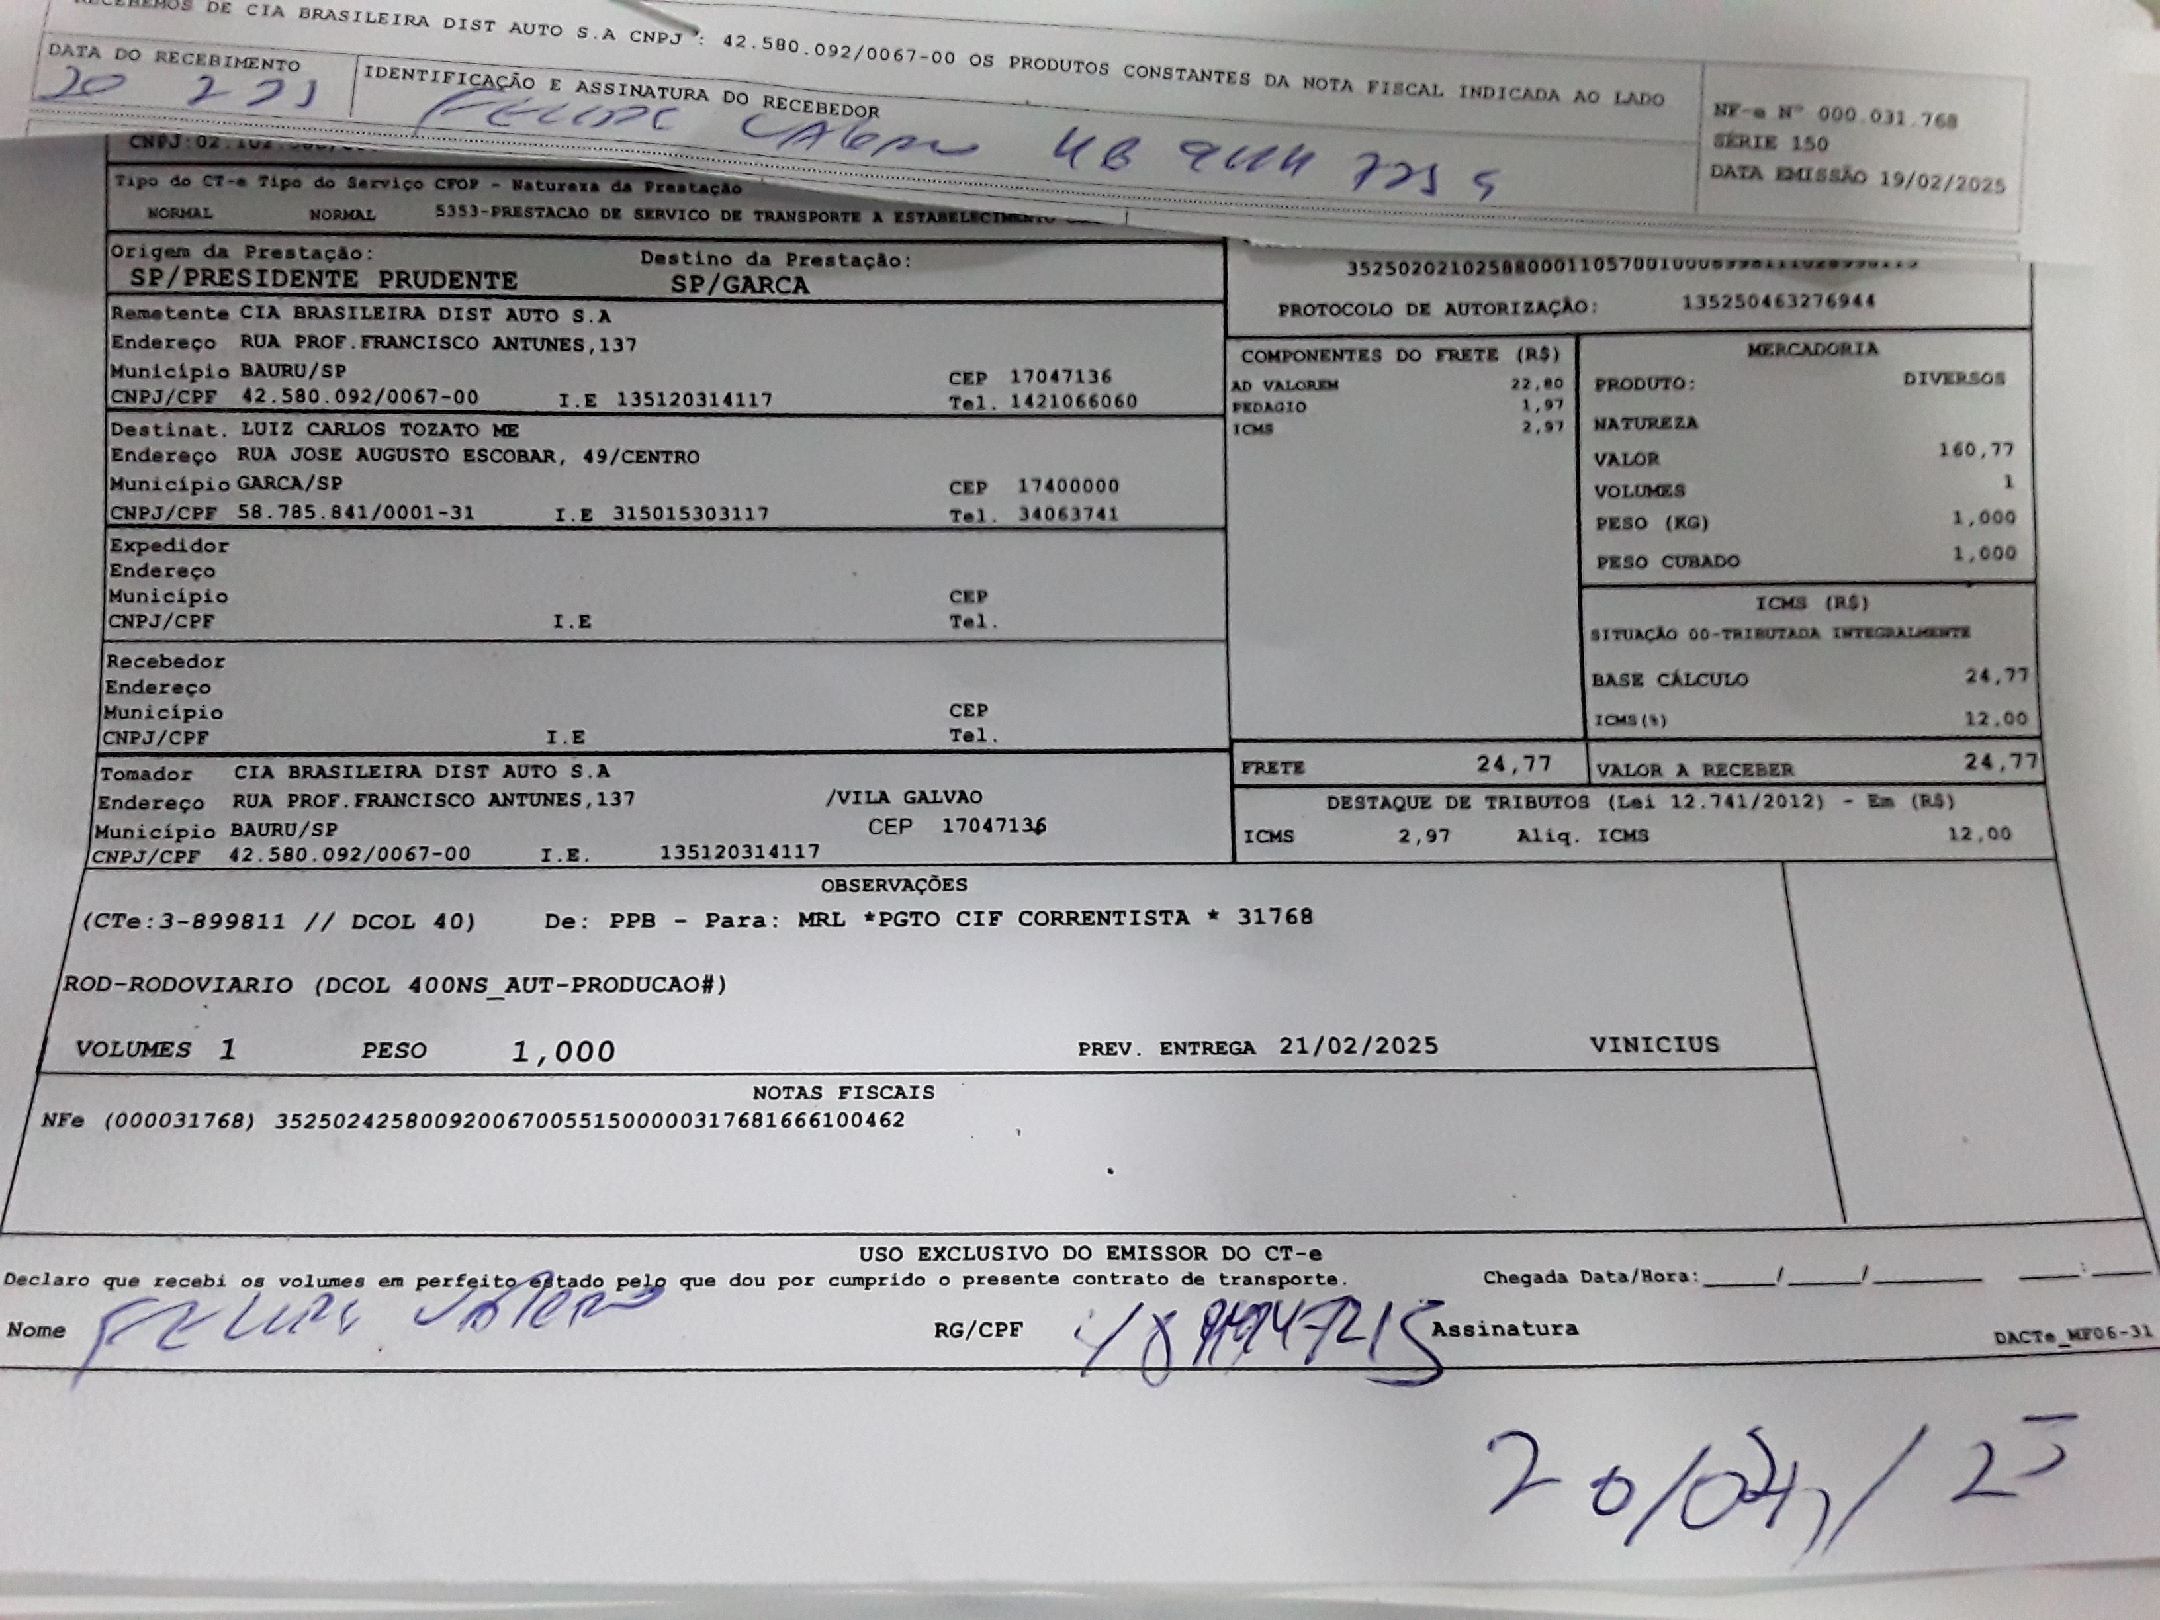 RECEBEMOS DE CIA BRASILEIRA DIST AUTO S.A CNPJ : 42.580.092/0067-00 OS PRODUTOS CONSTANTES DA NOTA FISCAL INDICADA AO LADO
DATA DO RECEBIMENTO
20 2 25
IDENTIFICAÇÃO E ASSINATURA DO RECEBEDOR
FELIPE
NF-e Nº 000.031.768
SÉRIE 150
DATA EMISSÃO 19/02/2025
Tipo do CT-e Tipo do Serviço CFOP - Natureza da Prestação
NORMAL NORMAL 5353-PRESTACAO DE SERVICO DE TRANSPORTE A ESTABELECIMENTO
Origem da Prestação: Destino da Prestação:
SP/PRESIDENTE PRUDENTE SP/GARCA
PROTOCOLO DE AUTORIZAÇÃO: 135250463276944
Remetente CIA BRASILEIRA DIST AUTO S.A
Endereço RUA PROF.FRANCISCO ANTUNES,137
Município BAURU/SP CEP 17047136
CNPJ/CPF 42.580.092/0067-00 I.E 135120314117 Tel. 1421066060
Destinat. LUIZ CARLOS TOZATO ME
Endereço RUA JOSE AUGUSTO ESCOBAR, 49/CENTRO
Município GARCA/SP CEP 17400000
CNPJ/CPF 58.785.841/0001-31 I.E 315015303117 Tel. 34063741
Expedidor
Endereço
Município CEP
CNPJ/CPF I.E Tel.
Recebedor
Endereço
Município CEP
CNPJ/CPF I.E Tel.
Tomador CIA BRASILEIRA DIST AUTO S.A
Endereço RUA PROF.FRANCISCO ANTUNES,137 /VILA GALVAO
Município BAURU/SP CEP 17047136
CNPJ/CPF 42.580.092/0067-00 I.E. 135120314117
COMPONENTES DO FRETE (R$)
AD VALOREM 22,80
PEDAGIO 1,97
ICMS 2,97
MERCADORIA
PRODUTO: DIVERSOS
NATUREZA
VALOR 160,77
VOLUMES 1
PESO (KG) 1,000
PESO CUBADO 1,000
ICMS (R$)
SITUAÇÃO 00-TRIBUTADA INTEGRALMENTE
BASE CÁLCULO 24,77
ICMS(%) 12,00
FRETE 24,77 VALOR A RECEBER 24,77
DESTAQUE DE TRIBUTOS (Lei 12.741/2012) - Em (R$)
ICMS 2,97 Aliq. ICMS 12,00
OBSERVAÇÕES
(CTe:3-899811 // DCOL 40) De: PPB - Para: MRL *PGTO CIF CORRENTISTA * 31768
ROD-RODOVIARIO (DCOL 400NS_AUT-PRODUCAO#)
VOLUMES 1 PESO 1,000 PREV. ENTREGA 21/02/2025 VINICIUS
NOTAS FISCAIS
NFe (000031768) 35250242580092006700551500000317681666100462
USO EXCLUSIVO DO EMISSOR DO CT-e
Declaro que recebi os volumes em perfeito estado pelo que dou por cumprido o presente contrato de transporte. Chegada Data/Hora:_____/_____/_______ ___:___
Nome FELIPE RG/CPF Assinatura DACTe_MF06-31